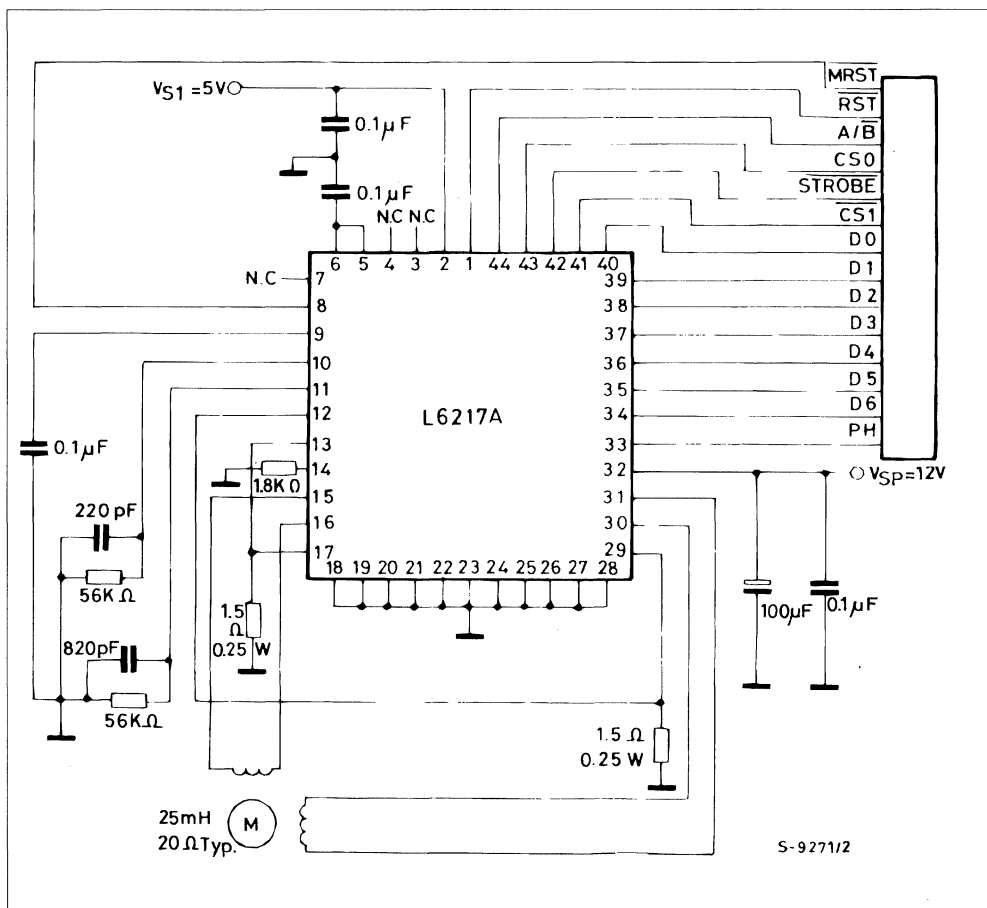 MRST
V_S1 = 5V
RST
0.1µF
A/B
CS0
0.1µF
STROBE
N.C N.C
CS1
D0
6 5 4 3 2 1 44 43 42 41 40
N.C
7
39
D1
8
38
D2
9
37
D3
10
36
D4
11
35
D5
12
34
D6
L6217A
13
33
PH
0.1µF
14
32
V_SP=12V
1.8K Ω
15
31
220 pF
16
30
17
29
18 19 20 21 22 23 24 25 26 27 28
56K Ω
1.5
Ω
0.25 W
100µF
0.1µF
820pF
56KΩ
1.5 Ω
0.25 W
25mH
M
20ΩTyp.
S-9271/2